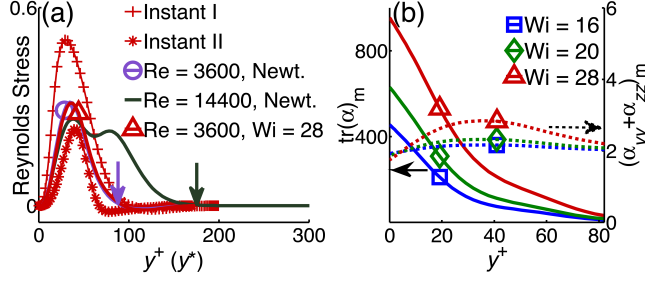 (a)
0.6
0
Reynolds Stress
Instant I
Instant II
Re = 3600, Newt.
Re = 14400, Newt.
Re = 3600, Wi = 28
0 100 200 300
y+ (y*)
(b)
800
400
tr(α)m
Wi = 16
Wi = 20
Wi = 28
6
4
2
0
(αyy+αzz)m
0 20 40 60 80
y+